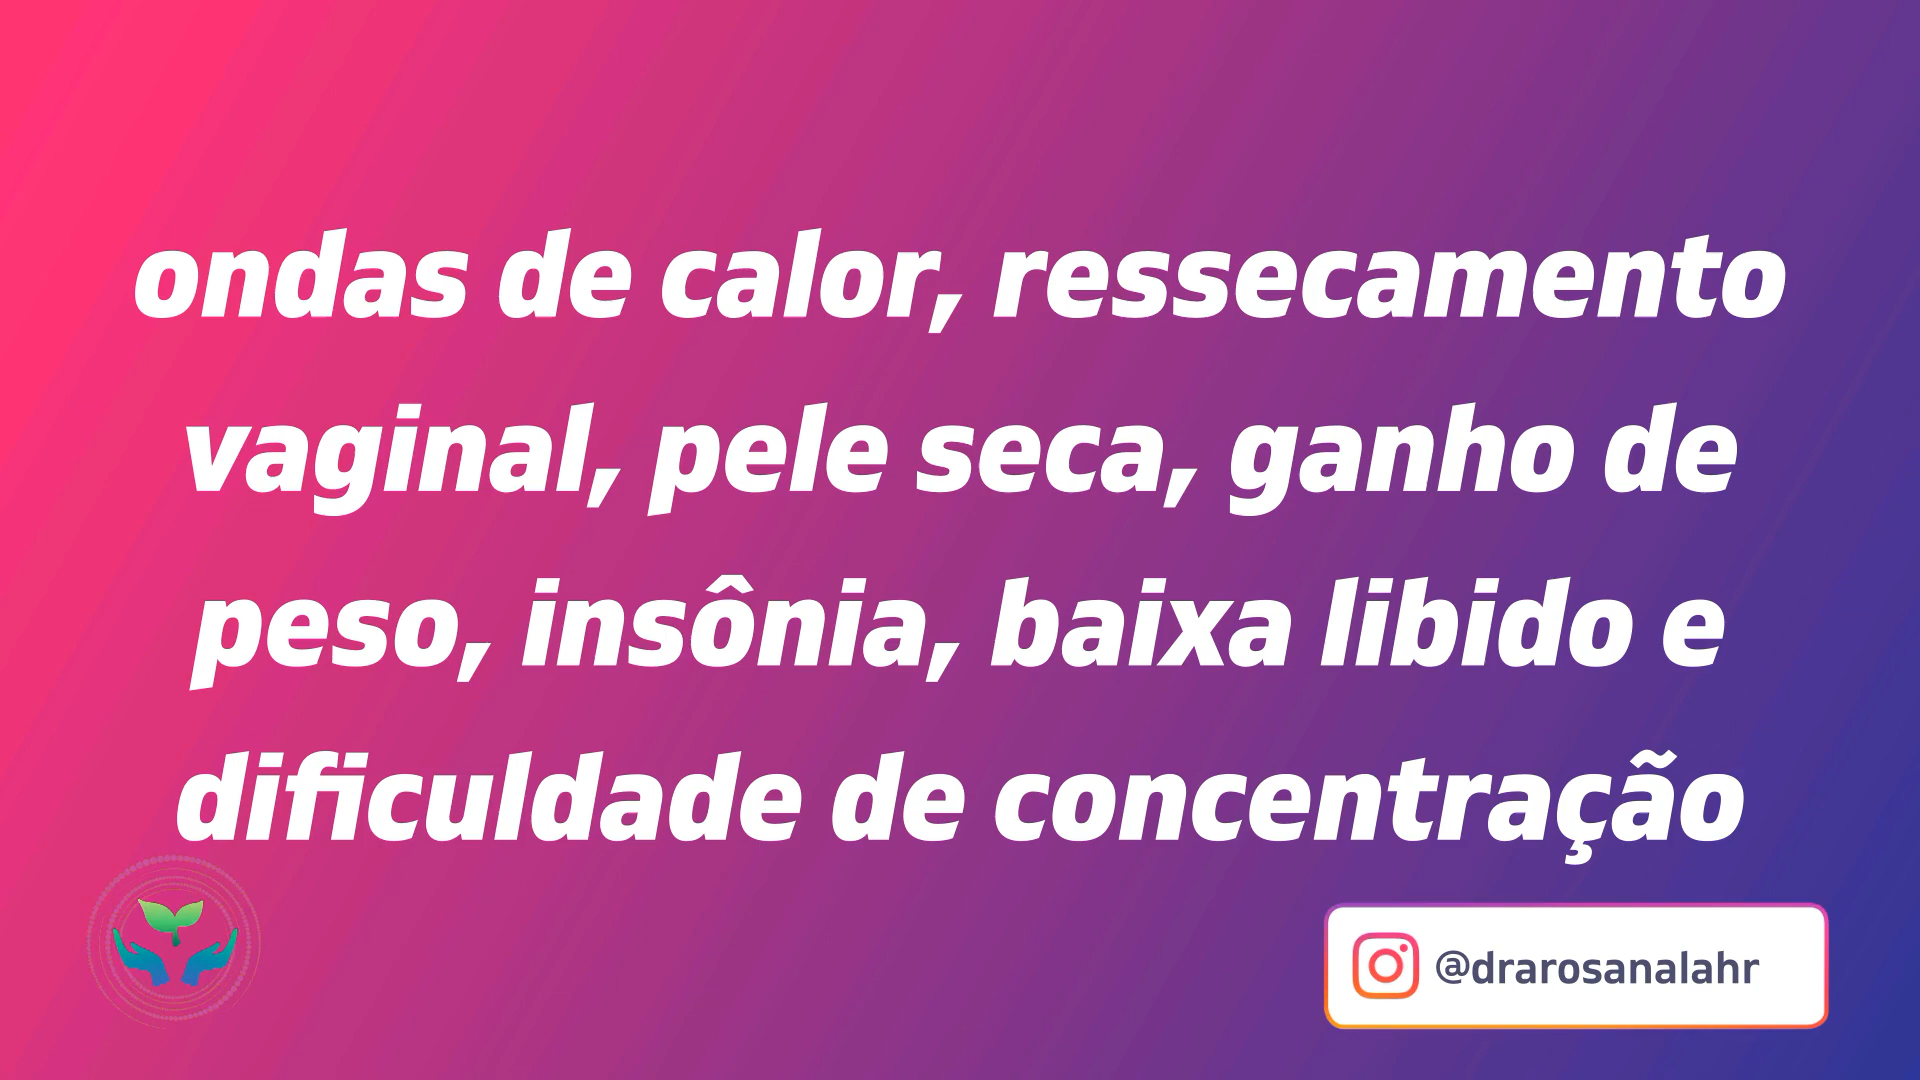 ondas de calor, ressecamento
vaginal, pele seca, ganho de
peso, insônia, baixa libido e
dificuldade de concentração
@drarosanalahr